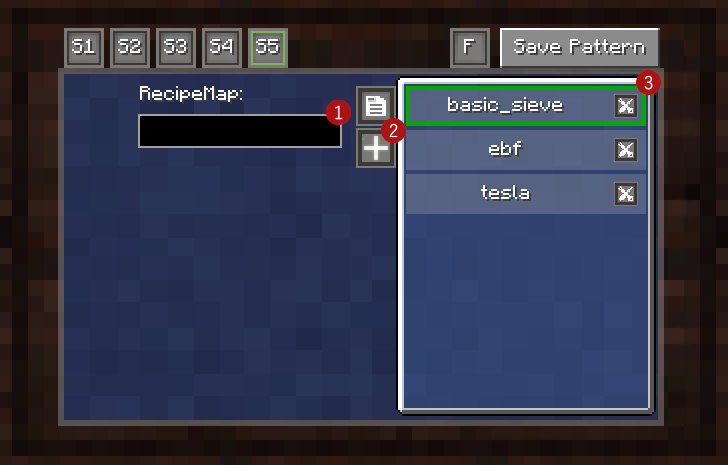 S1 S2 S3 S4 S5 F Save Pattern
RecipeMap:
1
2
3
basic_sieve
ebf
tesla